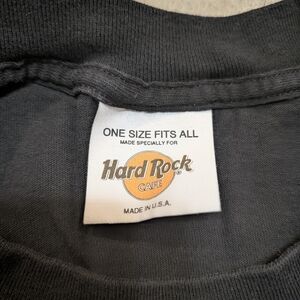 ONE SIZE FITS ALL
MADE SPECIALLY FOR
Hard Rock®
CAFE
MADE IN U.S.A.